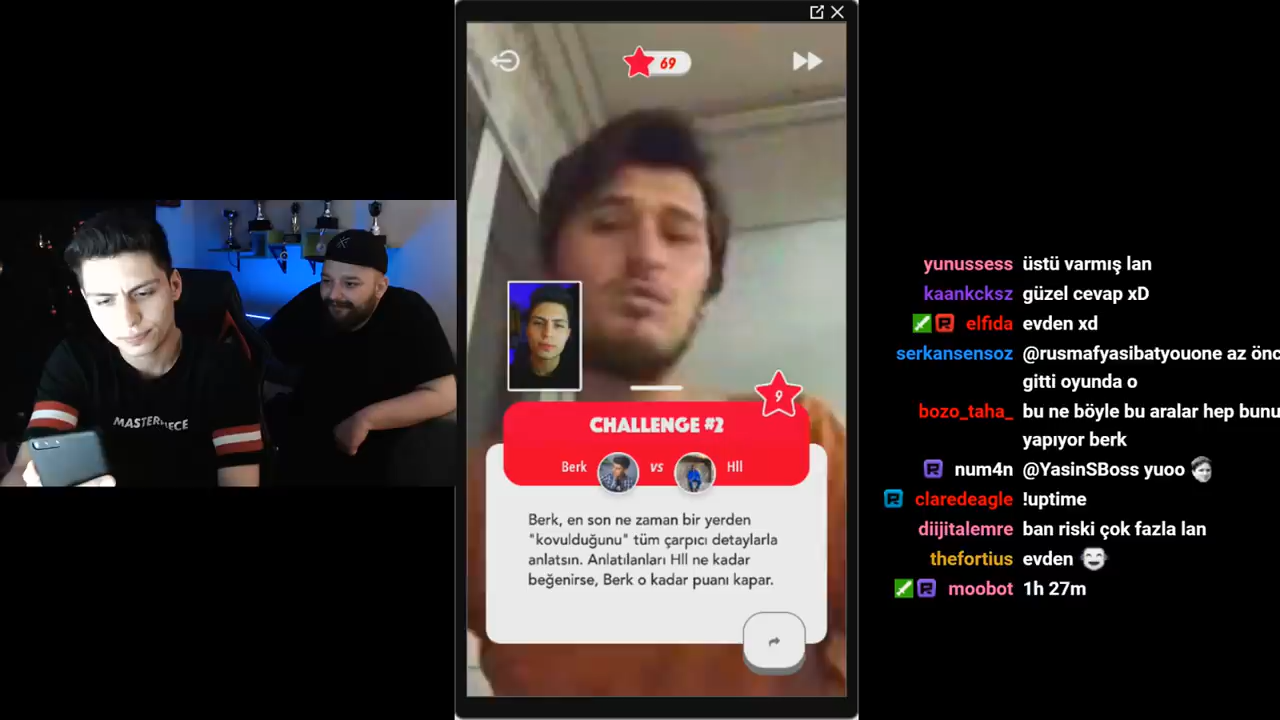 69
MASTERPIECE
9
CHALLENGE #2
Berk vs Hll
Berk, en son ne zaman bir yerden
"kovulduğunu" tüm çarpıcı detaylarla
anlatsın. Anlatılanları Hll ne kadar
beğenirse, Berk o kadar puanı kapar.
yunussess üstü varmış lan
kaankcksz güzel cevap xD
elfida evden xd
serkansensoz @rusmafyasibatyouone az önc
gitti oyunda o
bozo_taha_ bu ne böyle bu aralar hep bunu
yapıyor berk
num4n @YasinSBoss yuoo
claredeagle !uptime
diijitalemre ban riski çok fazla lan
thefortius evden
moobot 1h 27m